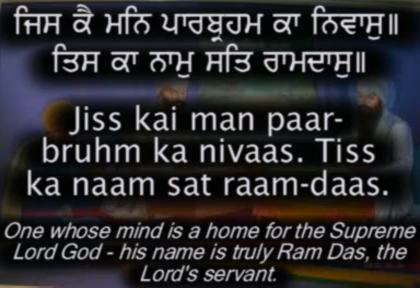 ਜਿਸ ਕੈ ਮਨਿ ਪਾਰਬ੍ਰਹਮ ਕਾ ਨਿਵਾਸੁ॥
ਤਿਸ ਕਾ ਨਾਮੁ ਸਤਿ ਰਾਮਦਾਸੁ॥
Jiss kai man paar-
bruhm ka nivaas. Tiss
ka naam sat raam-daas.
One whose mind is a home for the Supreme
Lord God - his name is truly Ram Das, the
Lord's servant.